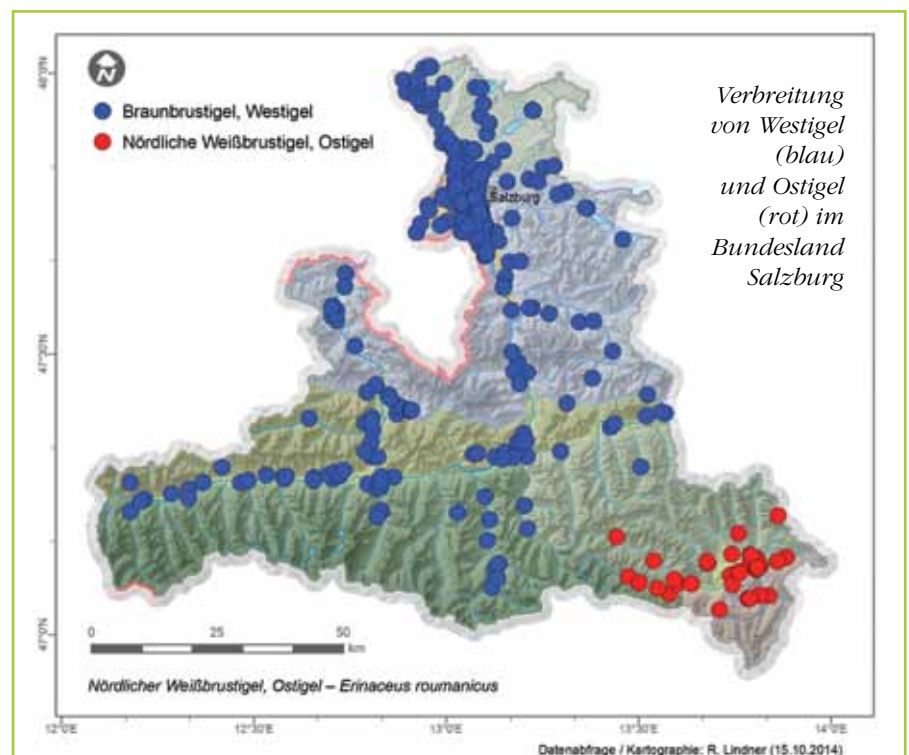 N
Braunbrustigel, Westigel
Nördliche Weißbrustigel, Ostigel
Verbreitung
von Westigel
(blau)
und Ostigel
(rot) im
Bundesland
Salzburg
Salzburg
48°0'N
47°30'N
47°0'N
0 25 50
km
Nördlicher Weißbrustigel, Ostigel – Erinaceus roumanicus
12°0'E 12°30'E 13°0'E 13°30'E 14°0'E
Datenabfrage / Kartographie: R. Lindner (15.10.2014)